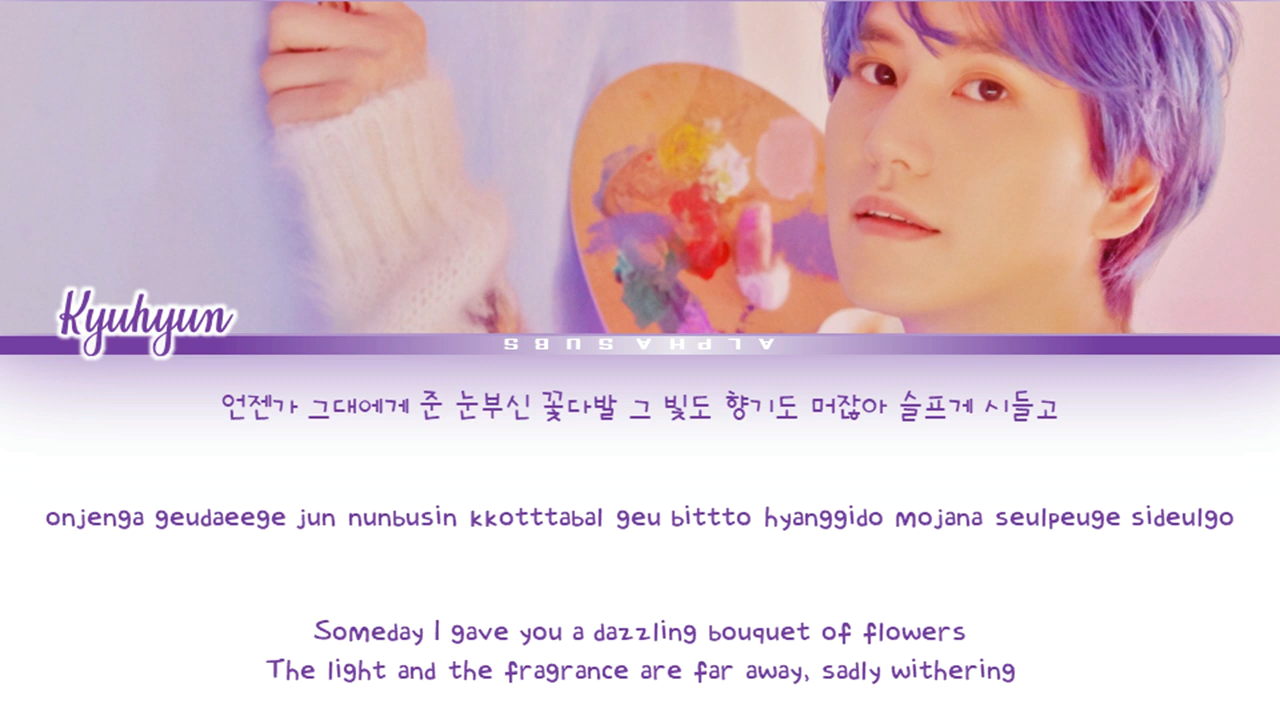 Kyuhyun
ALPHASUBS
언젠가 그대에게 준 눈부신 꽃다발 그 빛도 향기도 머잖아 슬프게 시들고
onjenga geudaeege jun nunbusin kkotttabal geu bittto hyanggido mojana seulpeuge sideulgo
Someday I gave you a dazzling bouquet of flowers
The light and the fragrance are far away, sadly withering